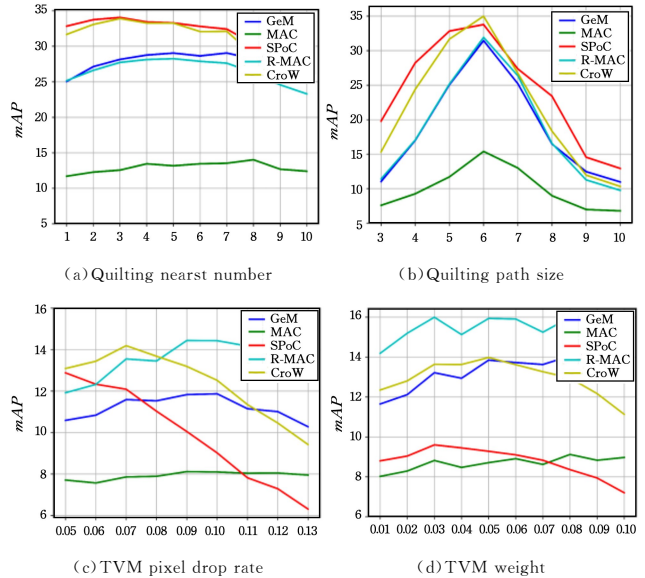 35
30
25
20
15
10
5
mAP
1 2 3 4 5 6 7 8 9 10
GeM
MAC
SPoC
R-MAC
CroW
(a)Quilting nearst number
35
30
25
20
15
10
5
mAP
3 4 5 6 7 8 9 10
GeM
MAC
SPoC
R-MAC
CroW
(b)Quilting path size
16
14
12
10
8
6
mAP
0.05 0.06 0.07 0.08 0.09 0.10 0.11 0.12 0.13
GeM
MAC
SPoC
R-MAC
CroW
(c)TVM pixel drop rate
16
14
12
10
8
6
mAP
0.01 0.02 0.03 0.04 0.05 0.06 0.07 0.08 0.09 0.10
GeM
MAC
SPoC
R-MAC
CroW
(d)TVM weight